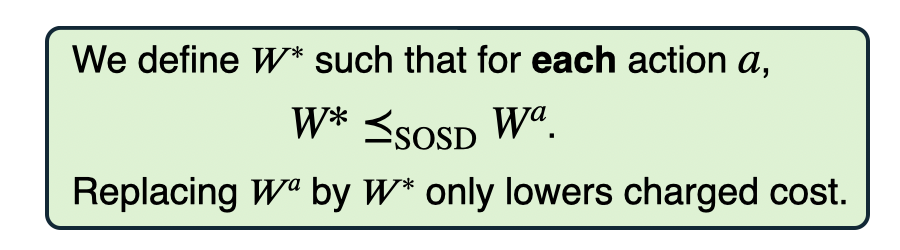 We define W* such that for each action a,
W* ⪯SOSD Wᵃ.
Replacing Wᵃ by W* only lowers charged cost.